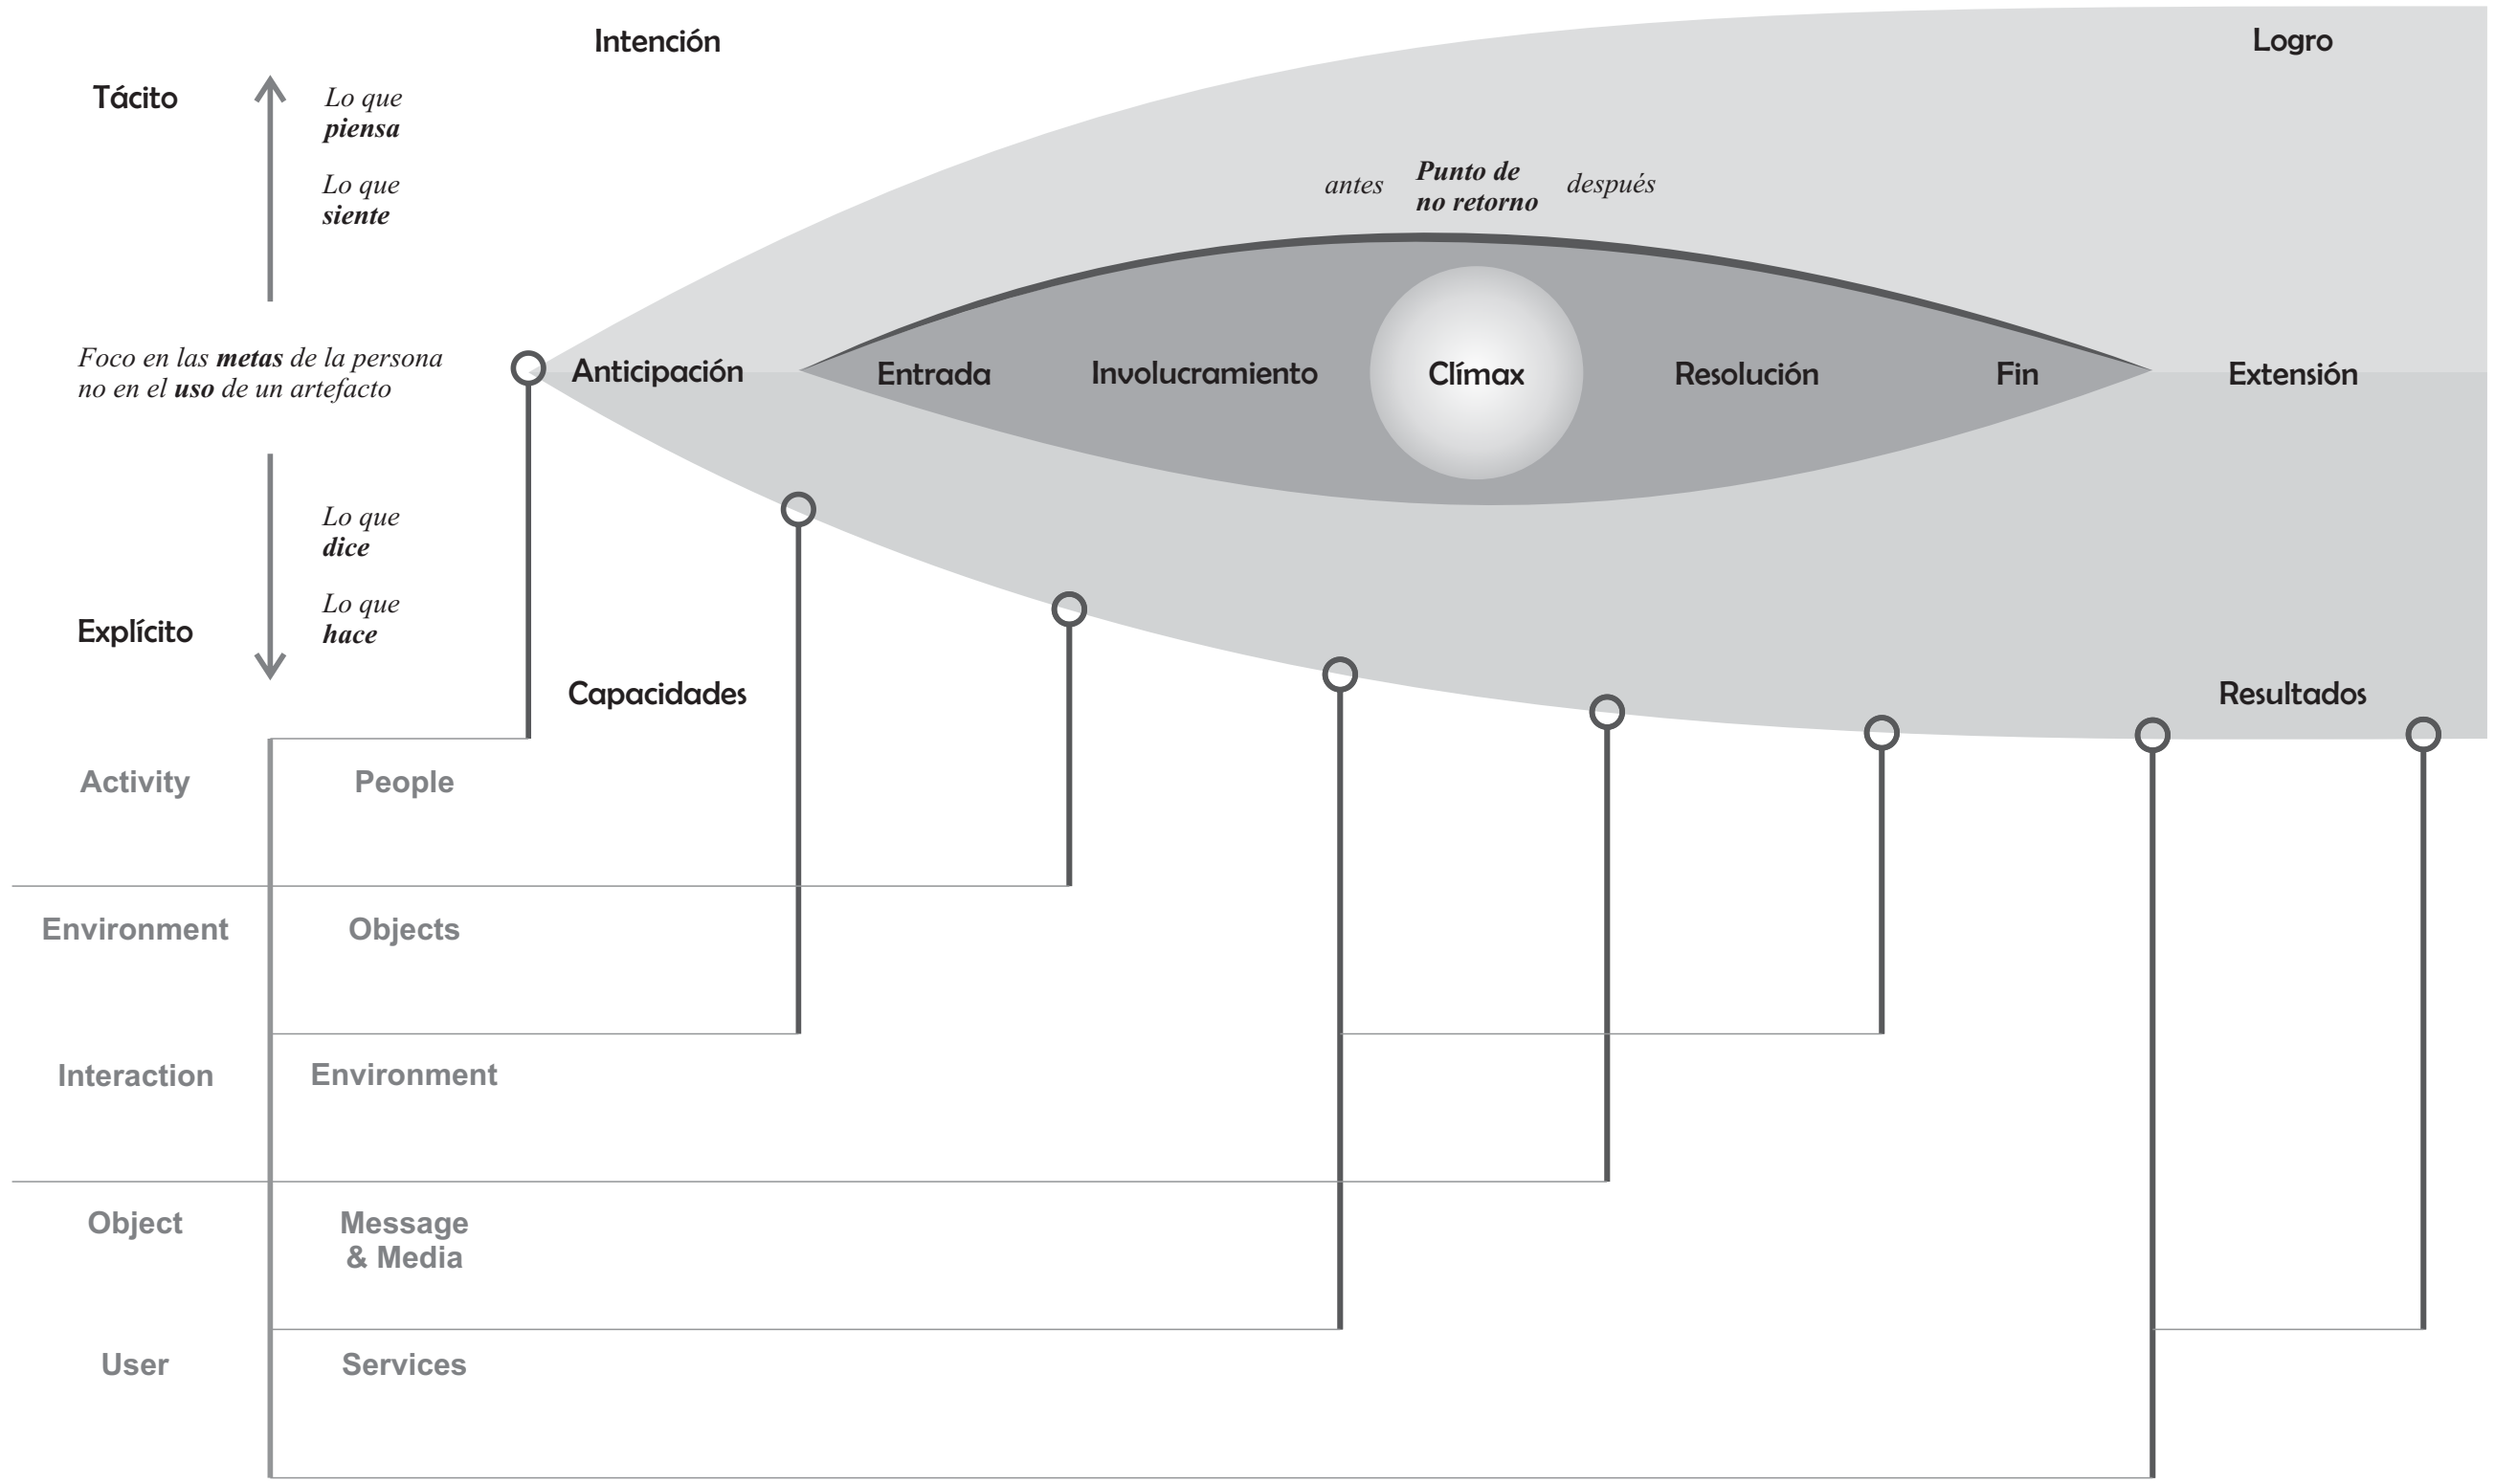 Intención
Logro
Tácito
Lo que
piensa
Lo que
siente
antes
Punto de
no retorno
después
Foco en las metas de la persona
no en el uso de un artefacto
Anticipación
Entrada
Involucramiento
Clímax
Resolución
Fin
Extensión
Lo que
dice
Lo que
hace
Explícito
Capacidades
Resultados
Activity
People
Environment
Objects
Interaction
Environment
Object
Message
& Media
User
Services